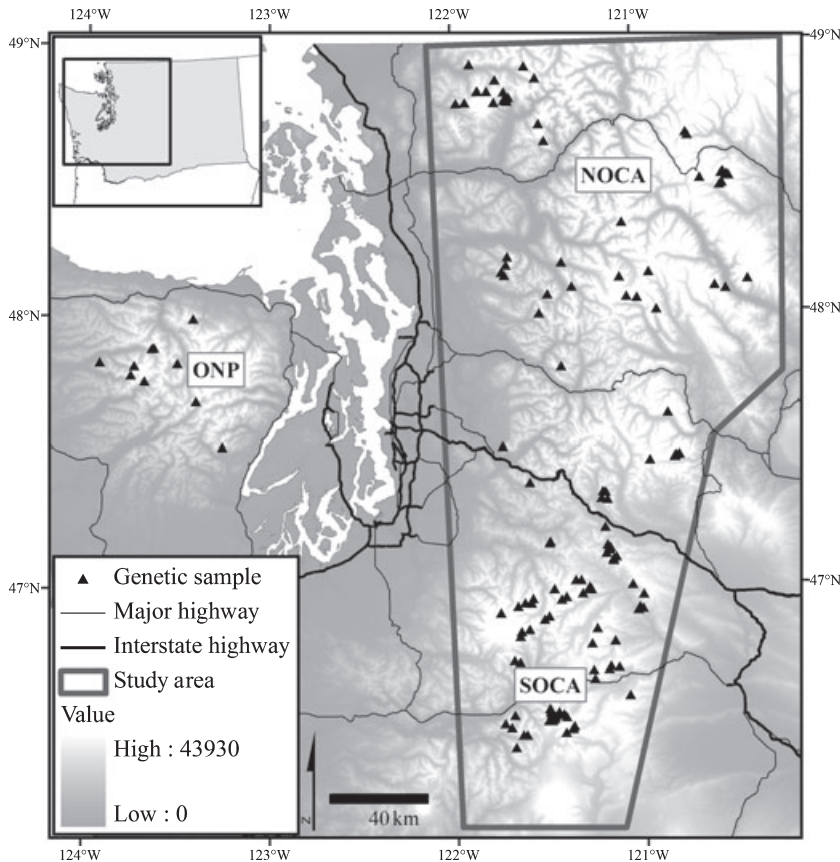 124°W 123°W 122°W 121°W
49°N 49°N
NOCA
48°N 48°N
ONP
47°N 47°N
Genetic sample
Major highway
Interstate highway
Study area
Value
High : 43930
Low : 0
SOCA
N
40 km
124°W 123°W 122°W 121°W